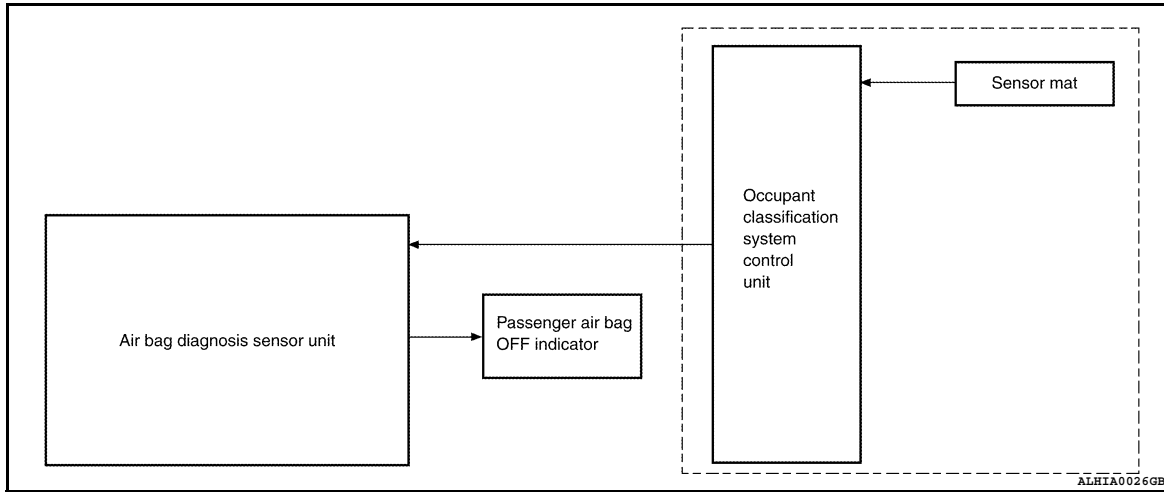 Sensor mat
Occupant
classification
system
control
unit
Air bag diagnosis sensor unit
Passenger air bag
OFF indicator
ALHIA0026GB